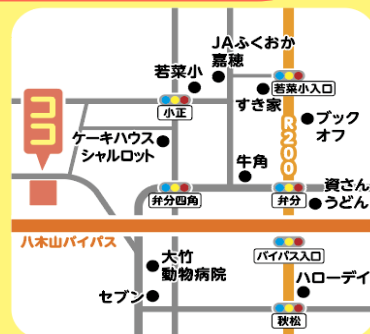 JAふくおか
嘉穂
若菜小
若菜小入口
すき家
小正
ココ
ブック
オフ
R200
ケーキハウス
シャルロット
牛角
資さん
うどん
弁分四角
弁分
八木山バイパス
バイパス入口
大竹
動物病院
ハローデイ
セブン
秋松